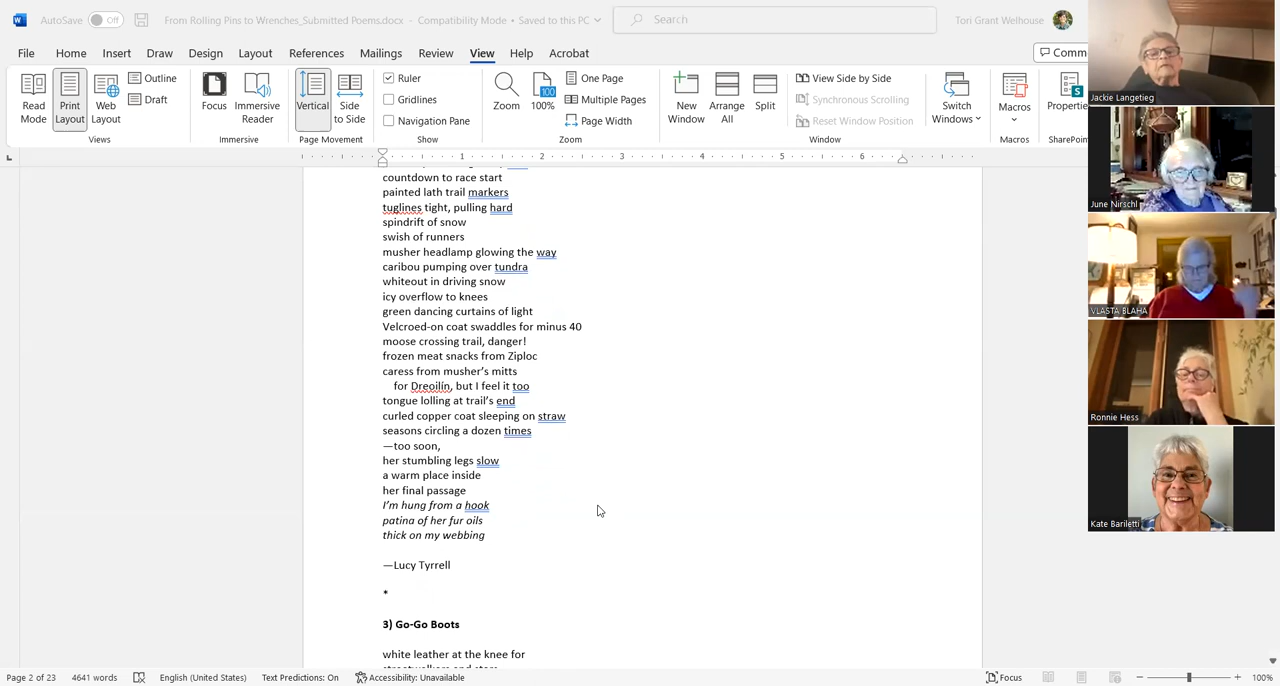 AutoSave Off From Rolling Pins to Wrenches_Submitted Poems.docx - Compatibility Mode • Saved to this PC Search Tori Grant Welhouse
File Home Insert Draw Design Layout References Mailings Review View Help Acrobat Comm
Read Mode Print Layout Web Layout Outline Draft Views
Focus Immersive Reader Immersive
Vertical Side to Side Page Movement
Ruler Gridlines Navigation Pane Show
Zoom 100 100% One Page Multiple Pages Page Width Zoom
New Window Arrange All Split View Side by Side Synchronous Scrolling Reset Window Position Switch Windows Window
Macros Macros
Properti SharePoin
1 2 3 4 5 6
countdown to race start
painted lath trail markers
tuglines tight, pulling hard
spindrift of snow
swish of runners
musher headlamp glowing the way
caribou pumping over tundra
whiteout in driving snow
icy overflow to knees
green dancing curtains of light
Velcroed-on coat swaddles for minus 40
moose crossing trail, danger!
frozen meat snacks from Ziploc
caress from musher's mitts
for Dreoilín, but I feel it too
tongue lolling at trail's end
curled copper coat sleeping on straw
seasons circling a dozen times
—too soon,
her stumbling legs slow
a warm place inside
her final passage
I'm hung from a hook
patina of her fur oils
thick on my webbing
—Lucy Tyrrell
*
3) Go-Go Boots
white leather at the knee for
Jackie Langetieg
June Nirschl
VLASTA BLAHA
Ronnie Hess
Kate Bariletti
Page 2 of 23 4641 words English (United States) Text Predictions: On Accessibility: Unavailable Focus 100%